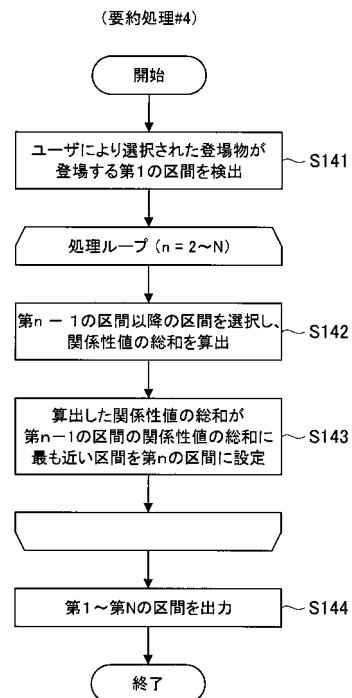 (要約処理#4)
開始
ユーザにより選択された登場物が
登場する第1の区間を検出
S141
処理ループ (n = 2～N)
第n － 1の区間以降の区間を選択し、
関係性値の総和を算出
S142
算出した関係性値の総和が
第n－1の区間の関係性値の総和に
最も近い区間を第nの区間に設定
S143
第1～第Nの区間を出力
S144
終了